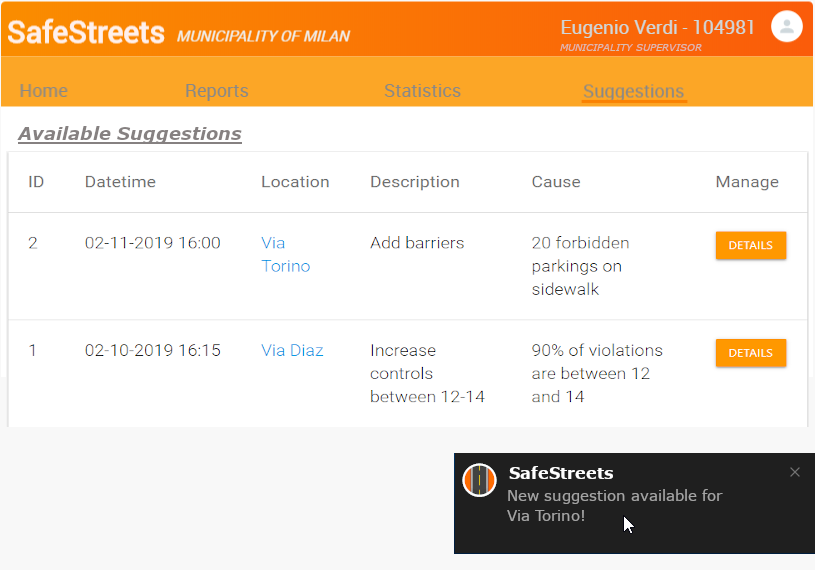 SafeStreets MUNICIPALITY OF MILAN
Eugenio Verdi - 104981
MUNICIPALITY SUPERVISOR
Home Reports Statistics Suggestions
Available Suggestions
ID Datetime Location Description Cause Manage
2 02-11-2019 16:00 Via Add barriers 20 forbidden DETAILS
Torino parkings on
sidewalk
1 02-10-2019 16:15 Via Diaz Increase 90% of violations DETAILS
controls are between 12
between 12-14 and 14
SafeStreets
New suggestion available for
Via Torino!